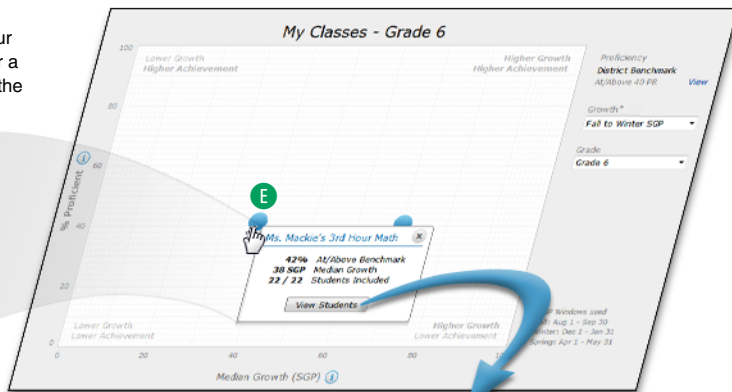 ur
r a
the
My Classes - Grade 6
100
Lower Growth
Higher Achievement
Higher Growth
Higher Achievement
Proficiency
District Benchmark
At/Above 40 PR View
80
Growth*
Fall to Winter SGP
Grade
Grade 6
60
% Proficient i
E
40
Ms. Mackie's 3rd Hour Math x
42% At/Above Benchmark
38 SGP Median Growth
22 / 22 Students Included
View Students
20
Lower Growth
Lower Achievement
Higher Growth
Lower Achievement
Windows used
Aug 1 - Sep 30
Dec 1 - Jan 31
Spring: Apr 1 - May 31
0
0
20
40
60
80
Median Growth (SGP) i